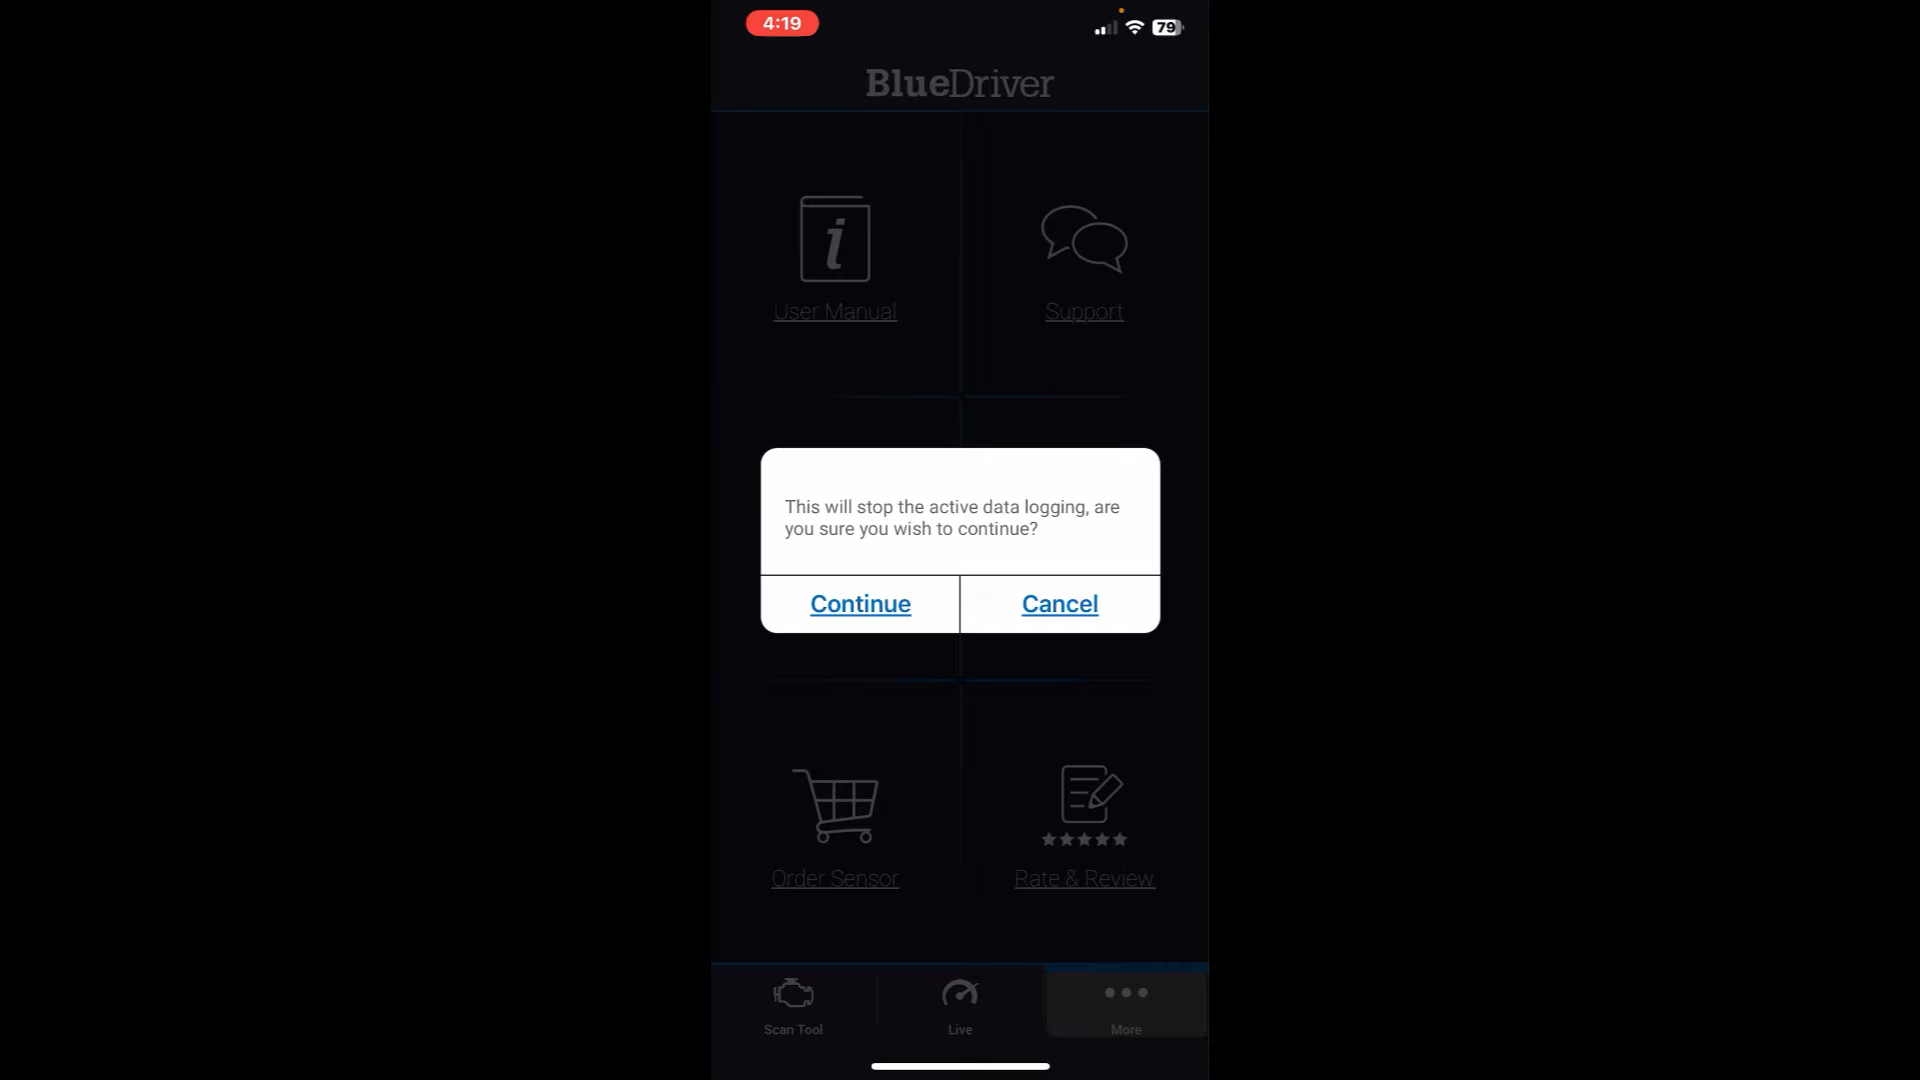 4:19
79
BlueDriver
User Manual
Support
This will stop the active data logging, are
you sure you wish to continue?
Continue
Cancel
Order Sensor
Rate & Review
Scan Tool
Live
More